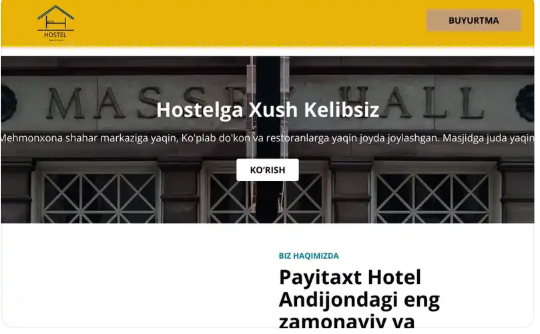 HOSTEL
BUYURTMA
MASSEY HALL
Hostelga Xush Kelibsiz
Mehmonxona shahar markaziga yaqin, Ko'plab do'kon va restoranlarga yaqin joyda joylashgan. Masjidga juda yaqin
KO'RISH
BIZ HAQIMIZDA
Payitaxt Hotel
Andijondagi eng
zamonaviy va